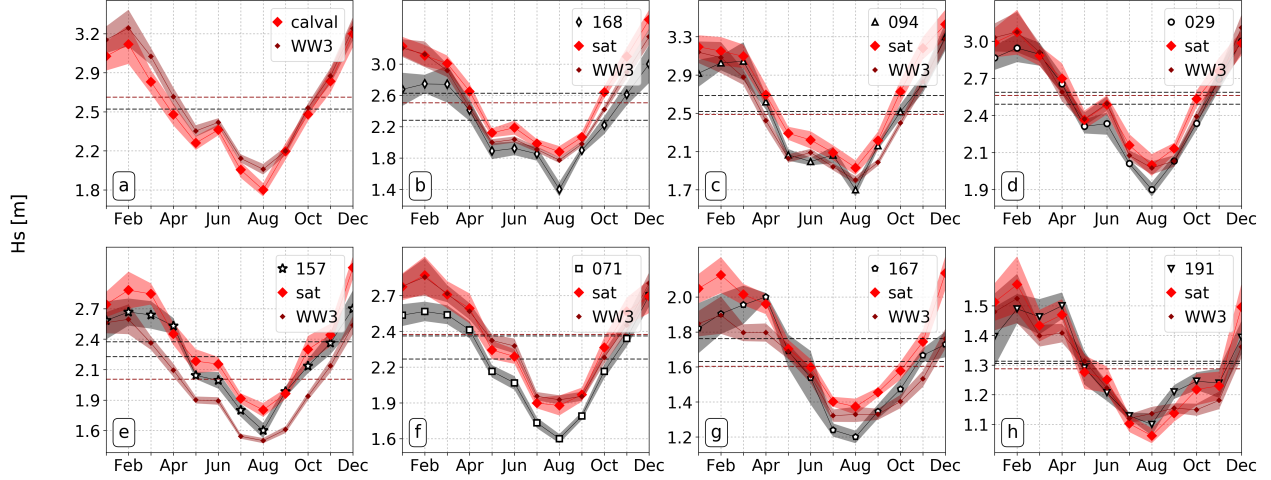 Hs [m]
3.2
2.9
2.5
2.2
1.8
calval
WW3
a
Feb Apr Jun Aug Oct Dec
3.0
2.6
2.2
1.8
1.4
168
sat
WW3
b
Feb Apr Jun Aug Oct Dec
3.3
2.9
2.5
2.1
1.7
094
sat
WW3
c
Feb Apr Jun Aug Oct Dec
3.0
2.7
2.4
2.1
1.9
029
sat
WW3
d
Feb Apr Jun Aug Oct Dec
2.7
2.4
2.1
1.9
1.6
157
sat
WW3
e
Feb Apr Jun Aug Oct Dec
2.7
2.4
2.1
1.9
1.6
071
sat
WW3
f
Feb Apr Jun Aug Oct Dec
2.0
1.8
1.6
1.4
1.2
167
sat
WW3
g
Feb Apr Jun Aug Oct Dec
1.5
1.4
1.3
1.2
1.1
191
sat
WW3
h
Feb Apr Jun Aug Oct Dec